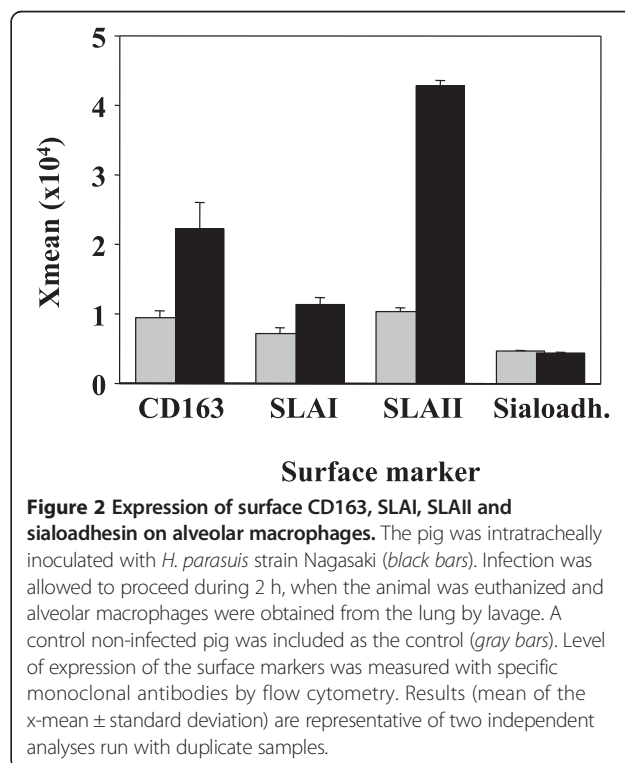 5
4
3
2
1
0
Xmean (x10⁴)
CD163 SLAI SLAII Sialoadh.
Surface marker
Figure 2 Expression of surface CD163, SLAI, SLAII and
sialoadhesin on alveolar macrophages. The pig was intratracheally
inoculated with H. parasuis strain Nagasaki (black bars). Infection was
allowed to proceed during 2 h, when the animal was euthanized and
alveolar macrophages were obtained from the lung by lavage. A
control non-infected pig was included as the control (gray bars). Level
of expression of the surface markers was measured with specific
monoclonal antibodies by flow cytometry. Results (mean of the
x-mean ± standard deviation) are representative of two independent
analyses run with duplicate samples.